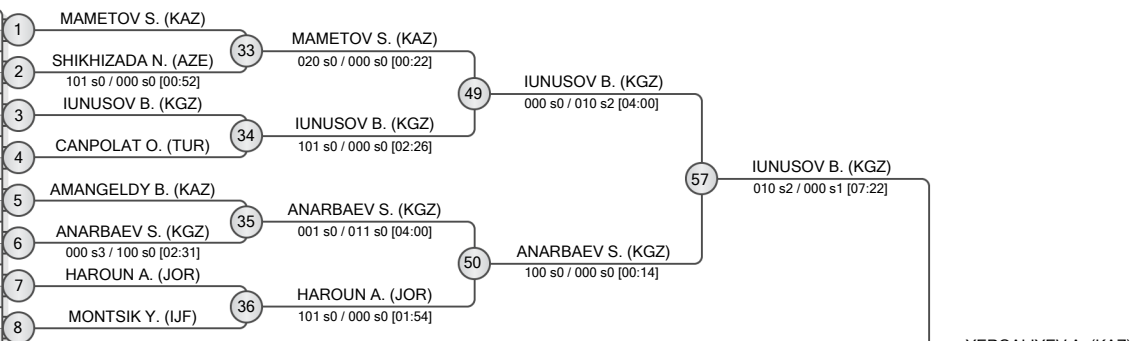 1
MAMETOV S. (KAZ)
2
SHIKHIZADA N. (AZE)
101 s0 / 000 s0 [00:52]
33
MAMETOV S. (KAZ)
020 s0 / 000 s0 [00:22]
3
IUNUSOV B. (KGZ)
4
CANPOLAT O. (TUR)
34
IUNUSOV B. (KGZ)
101 s0 / 000 s0 [02:26]
49
IUNUSOV B. (KGZ)
000 s0 / 010 s2 [04:00]
5
AMANGELDY B. (KAZ)
6
ANARBAEV S. (KGZ)
000 s3 / 100 s0 [02:31]
35
ANARBAEV S. (KGZ)
001 s0 / 011 s0 [04:00]
7
HAROUN A. (JOR)
8
MONTSIK Y. (IJF)
36
HAROUN A. (JOR)
101 s0 / 000 s0 [01:54]
50
ANARBAEV S. (KGZ)
100 s0 / 000 s0 [00:14]
57
IUNUSOV B. (KGZ)
010 s2 / 000 s1 [07:22]